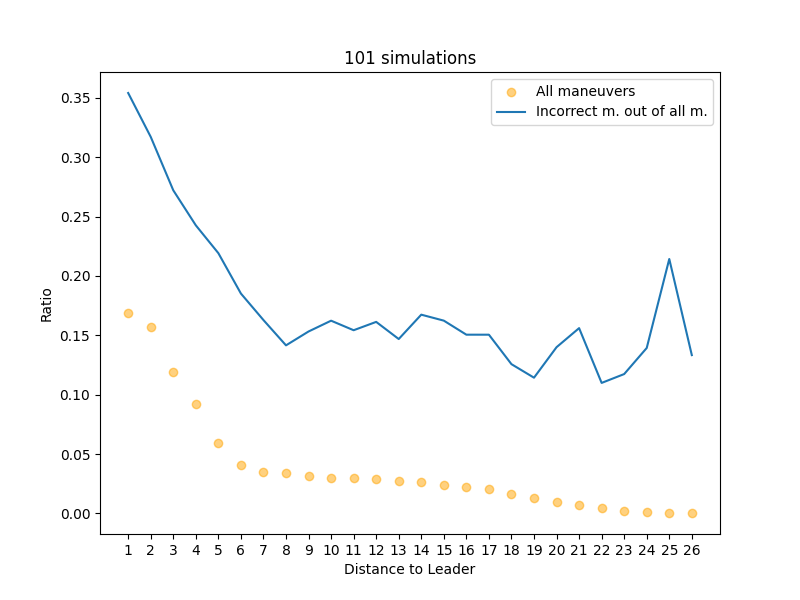 101 simulations
All maneuvers
Incorrect m. out of all m.
0.35
0.30
0.25
0.20
0.15
0.10
0.05
0.00
Ratio
1 2 3 4 5 6 7 8 9 10 11 12 13 14 15 16 17 18 19 20 21 22 23 24 25 26
Distance to Leader